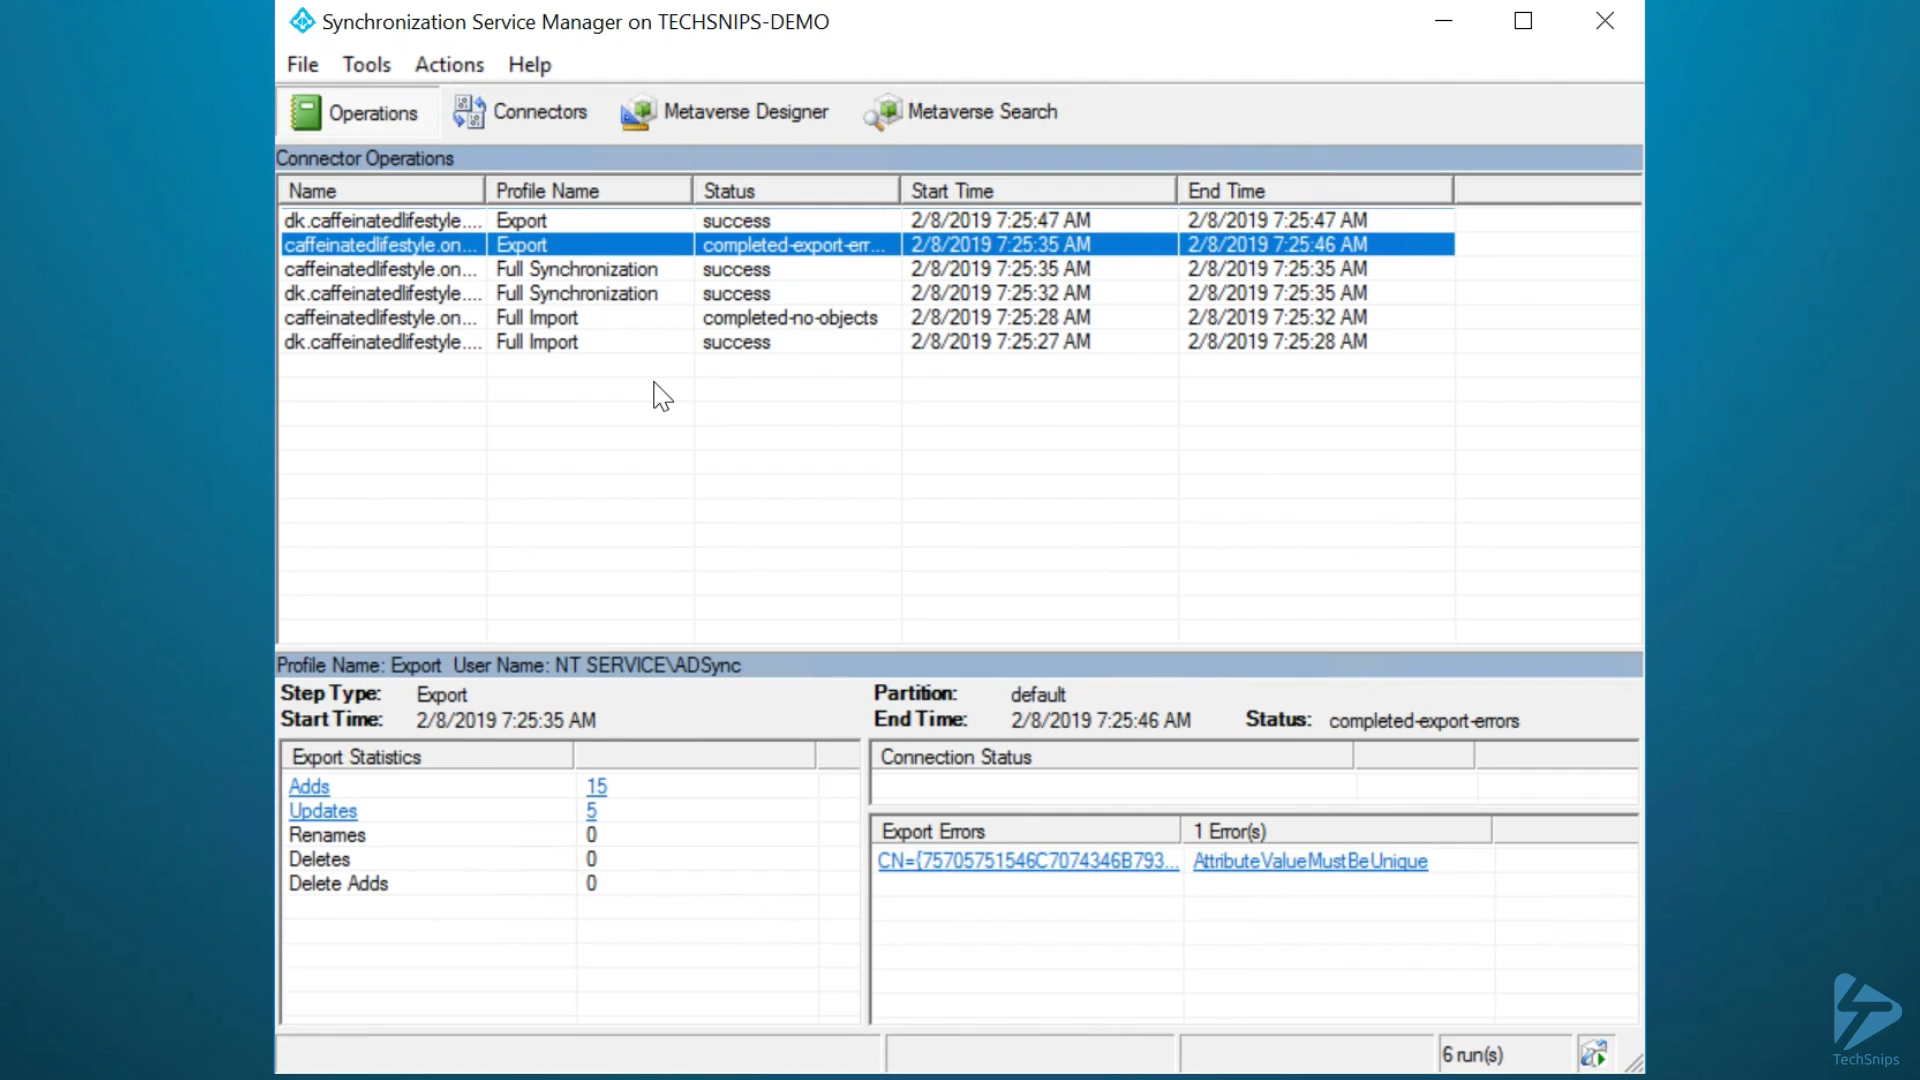 Synchronization Service Manager on TECHSNIPS-DEMO
File Tools Actions Help
Operations Connectors Metaverse Designer Metaverse Search
Connector Operations
Name Profile Name Status Start Time End Time
dk.caffeinatedlifestyle.... Export success 2/8/2019 7:25:47 AM 2/8/2019 7:25:47 AM
caffeinatedlifestyle.on... Export completed-export-err... 2/8/2019 7:25:35 AM 2/8/2019 7:25:46 AM
caffeinatedlifestyle.on... Full Synchronization success 2/8/2019 7:25:35 AM 2/8/2019 7:25:35 AM
dk.caffeinatedlifestyle.... Full Synchronization success 2/8/2019 7:25:32 AM 2/8/2019 7:25:35 AM
caffeinatedlifestyle.on... Full Import completed-no-objects 2/8/2019 7:25:28 AM 2/8/2019 7:25:32 AM
dk.caffeinatedlifestyle.... Full Import success 2/8/2019 7:25:27 AM 2/8/2019 7:25:28 AM
Profile Name: Export User Name: NT SERVICE\ADSync
Step Type: Export Partition: default
Start Time: 2/8/2019 7:25:35 AM End Time: 2/8/2019 7:25:46 AM Status: completed-export-errors
Export Statistics Connection Status
Adds 15
Updates 5
Renames 0
Deletes 0
Delete Adds 0
Export Errors 1 Error(s)
CN={75705751546C7074346B793... AttributeValueMustBeUnique
6 run(s)
TechSnips